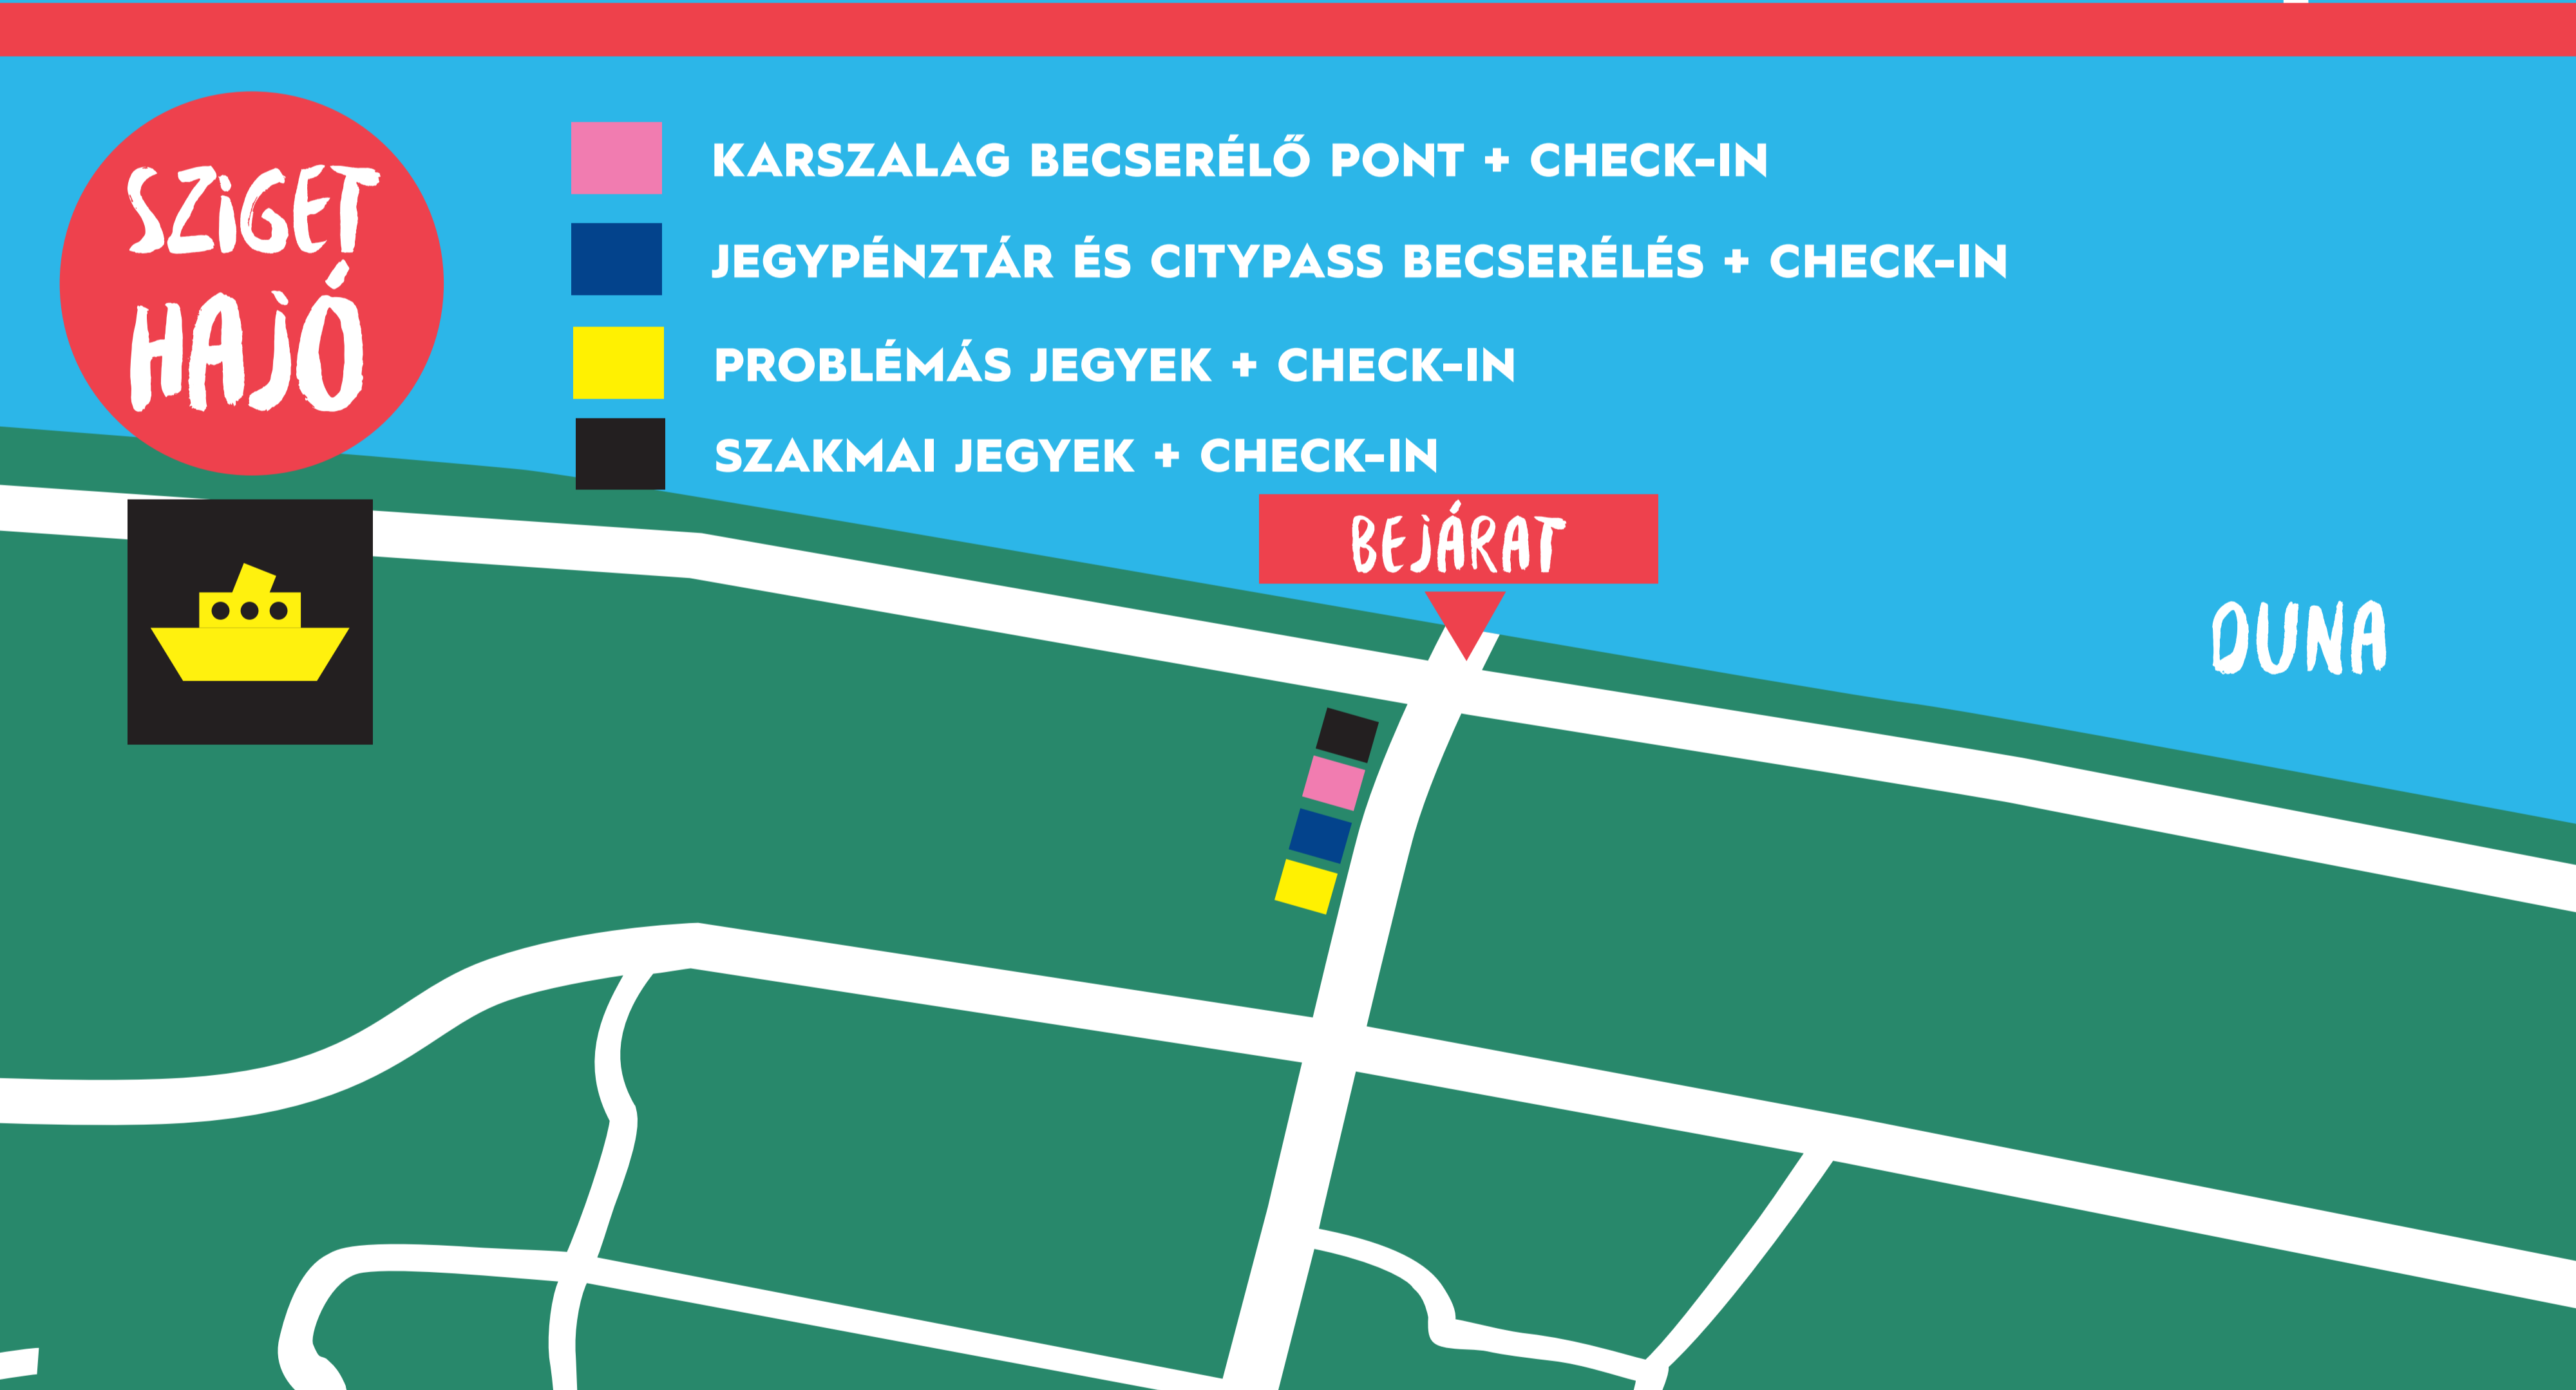 SZIGET
HAJÓ
KARSZALAG BECSERÉLŐ PONT + CHECK-IN
JEGYPÉNZTÁR ÉS CITYPASS BECSERÉLÉS + CHECK-IN
PROBLÉMÁS JEGYEK + CHECK-IN
SZAKMAI JEGYEK + CHECK-IN
BEJÁRAT
DUNA